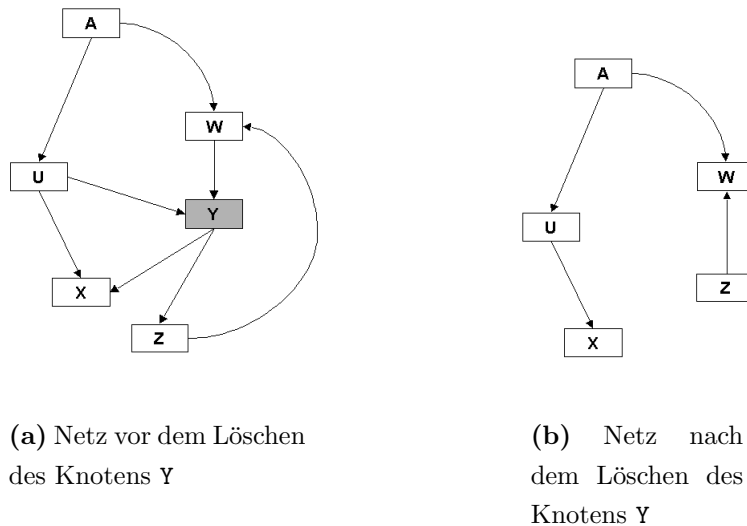 A
W
U
Y
X
Z
A
W
U
Z
X
(a) Netz vor dem Löschen
des Knotens Y
(b) Netz nach
dem Löschen des
Knotens Y